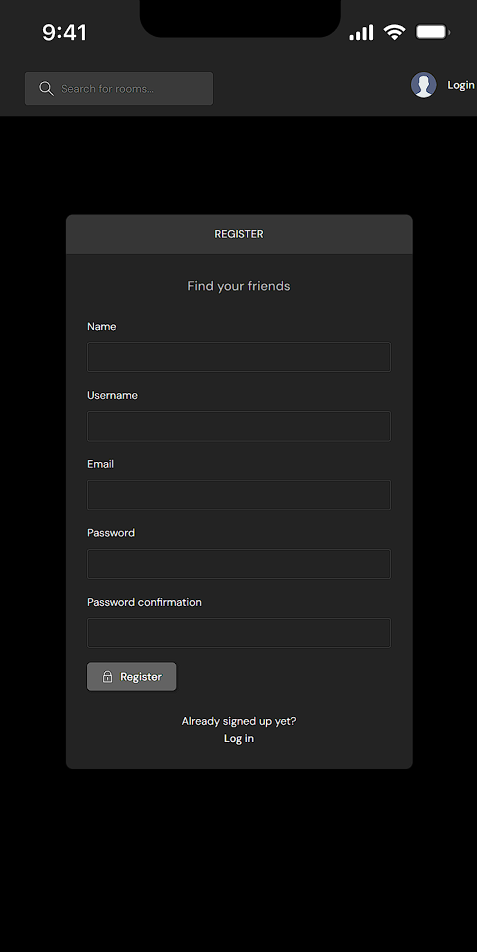 9:41
Search for rooms...
Login
REGISTER
Find your friends
Name
Username
Email
Password
Password confirmation
Register
Already signed up yet?
Log in